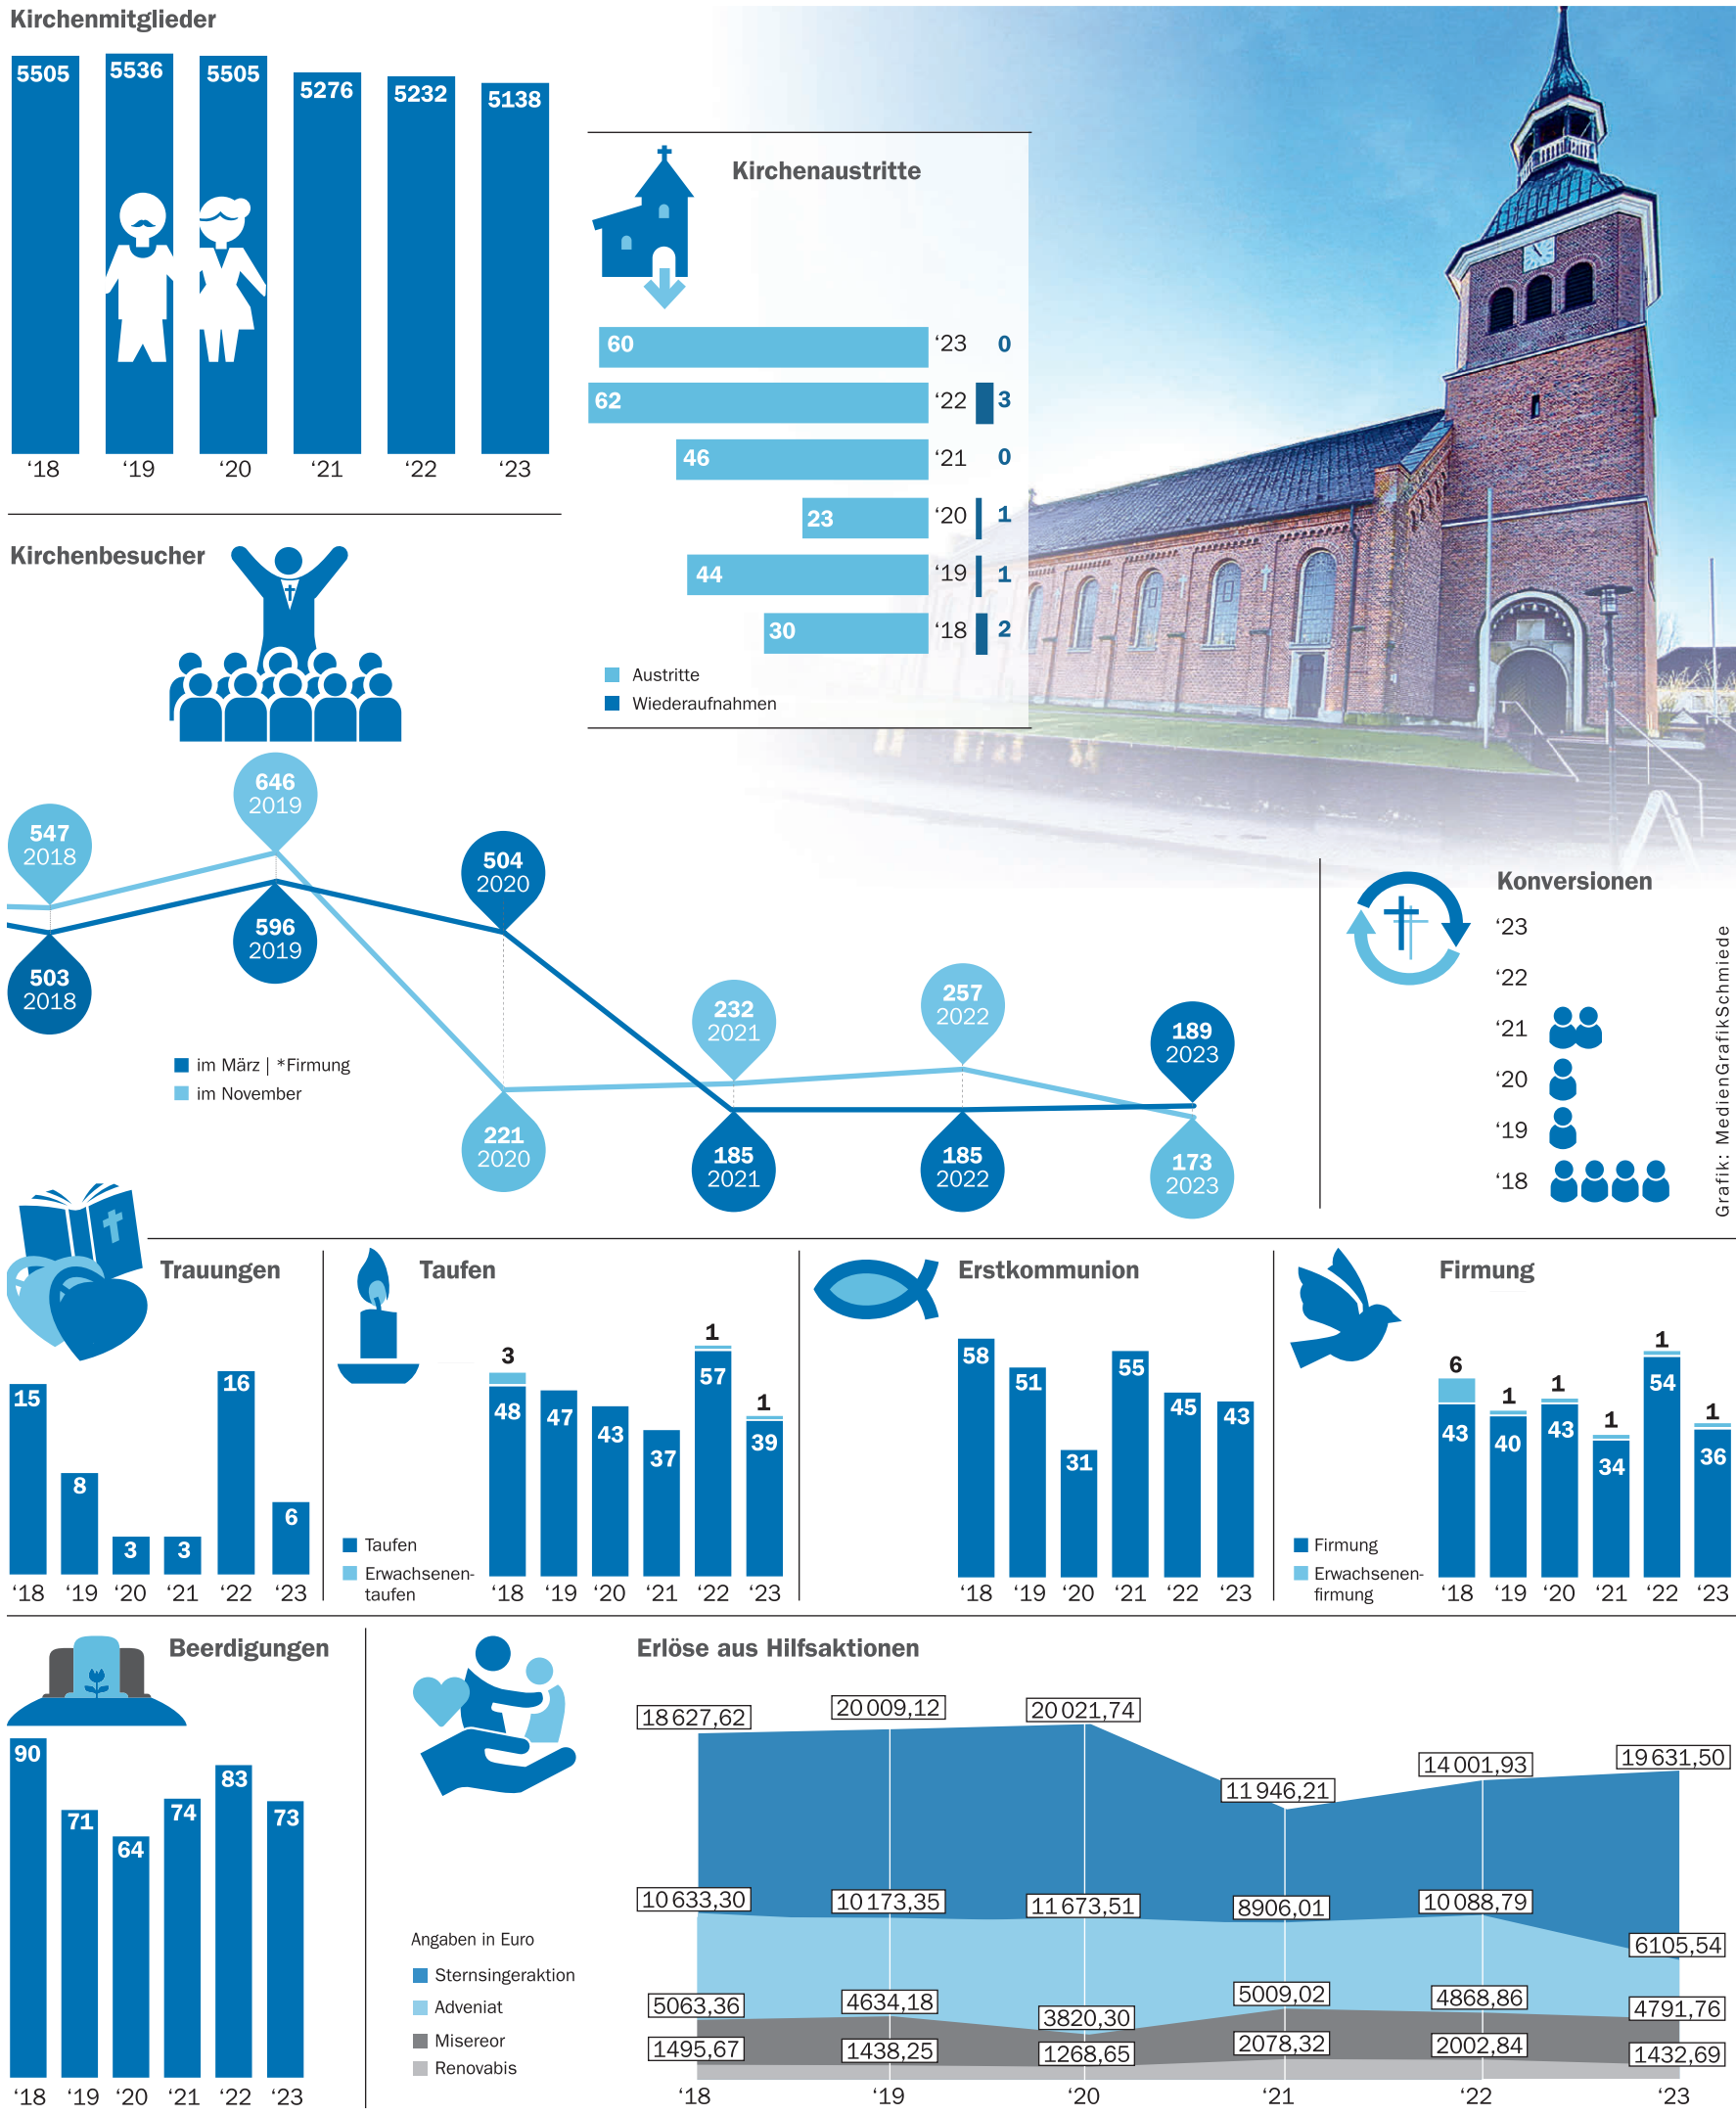 Kirchenmitglieder
5505 5536 5505 5276 5232 5138
‘18 ‘19 ‘20 ‘21 ‘22 ‘23
Kirchenaustritte
60 ‘23 0
62 ‘22 3
46 ‘21 0
23 ‘20 1
44 ‘19 1
30 ‘18 2
Austritte
Wiederaufnahmen
Kirchenbesucher
547
2018
646
2019
503
2018
596
2019
504
2020
221
2020
232
2021
185
2021
257
2022
185
2022
189
2023
173
2023
im März | *Firmung
im November
Konversionen
‘23
‘22
‘21
‘20
‘19
‘18
Grafik: MedienGrafikSchmiede
Trauungen
15 8 3 3 16 6
‘18 ‘19 ‘20 ‘21 ‘22 ‘23
Taufen
3 1 1
48 47 43 37 57 39
Taufen
Erwachsenen-
taufen
‘18 ‘19 ‘20 ‘21 ‘22 ‘23
Erstkommunion
58 51 31 55 45 43
‘18 ‘19 ‘20 ‘21 ‘22 ‘23
Firmung
6 1 1 1 1 1
43 40 43 34 54 36
Firmung
Erwachsenen-
firmung
‘18 ‘19 ‘20 ‘21 ‘22 ‘23
Beerdigungen
90 71 64 74 83 73
‘18 ‘19 ‘20 ‘21 ‘22 ‘23
Erlöse aus Hilfsaktionen
18 627,62 20 009,12 20 021,74 11 946,21 14 001,93 19 631,50
10 633,30 10 173,35 11 673,51 8906,01 10 088,79 6105,54
5063,36 4634,18 3820,30 5009,02 4868,86 4791,76
1495,67 1438,25 1268,65 2078,32 2002,84 1432,69
Angaben in Euro
Sternsingeraktion
Adveniat
Misereor
Renovabis
‘18 ‘19 ‘20 ‘21 ‘22 ‘23